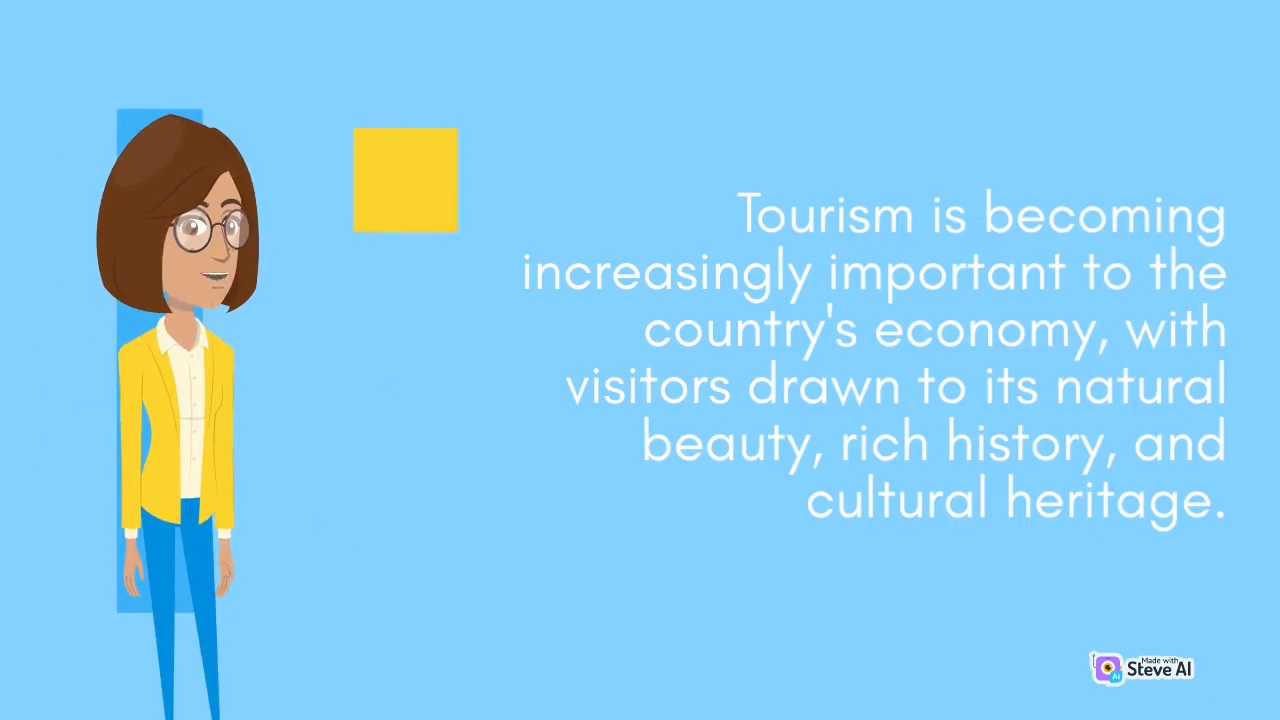 Tourism is becoming
increasingly important to the
country's economy, with
visitors drawn to its natural
beauty, rich history, and
cultural heritage.
Made with
Steve AI
AI